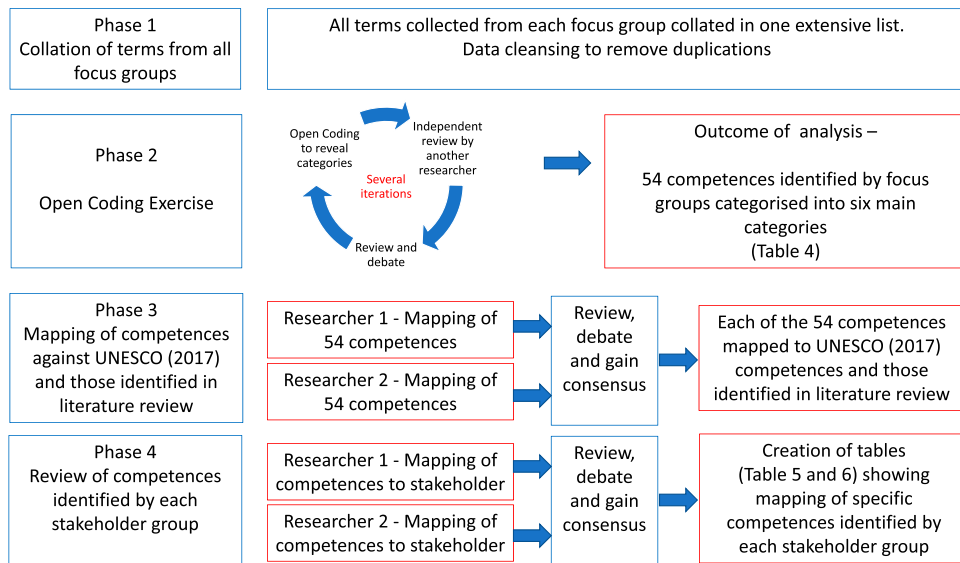 Phase 1
Collation of terms from all
focus groups
All terms collected from each focus group collated in one extensive list.
Data cleansing to remove duplications
Phase 2
Open Coding Exercise
Open Coding
to reveal
categories
Independent
review by
another
researcher
Several
iterations
Review and
debate
Outcome of analysis –
54 competences identified by focus
groups categorised into six main
categories
(Table 4)
Phase 3
Mapping of competences
against UNESCO (2017)
and those identified in
literature review
Researcher 1 - Mapping of
54 competences
Researcher 2 - Mapping of
54 competences
Review,
debate
and gain
consensus
Each of the 54 competences
mapped to UNESCO (2017)
competences and those
identified in literature review
Phase 4
Review of competences
identified by each
stakeholder group
Researcher 1 - Mapping of
competences to stakeholder
Researcher 2 - Mapping of
competences to stakeholder
Review,
debate
and gain
consensus
Creation of tables
(Table 5 and 6) showing
mapping of specific
competences identified by
each stakeholder group